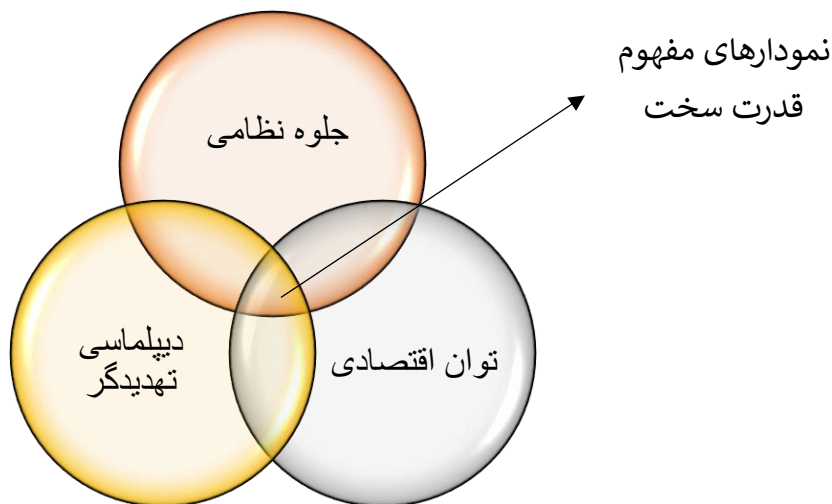 نمودارهای مفهوم
قدرت سخت
جلوه نظامی
دیپلماسی
تهدیدگر
توان اقتصادی